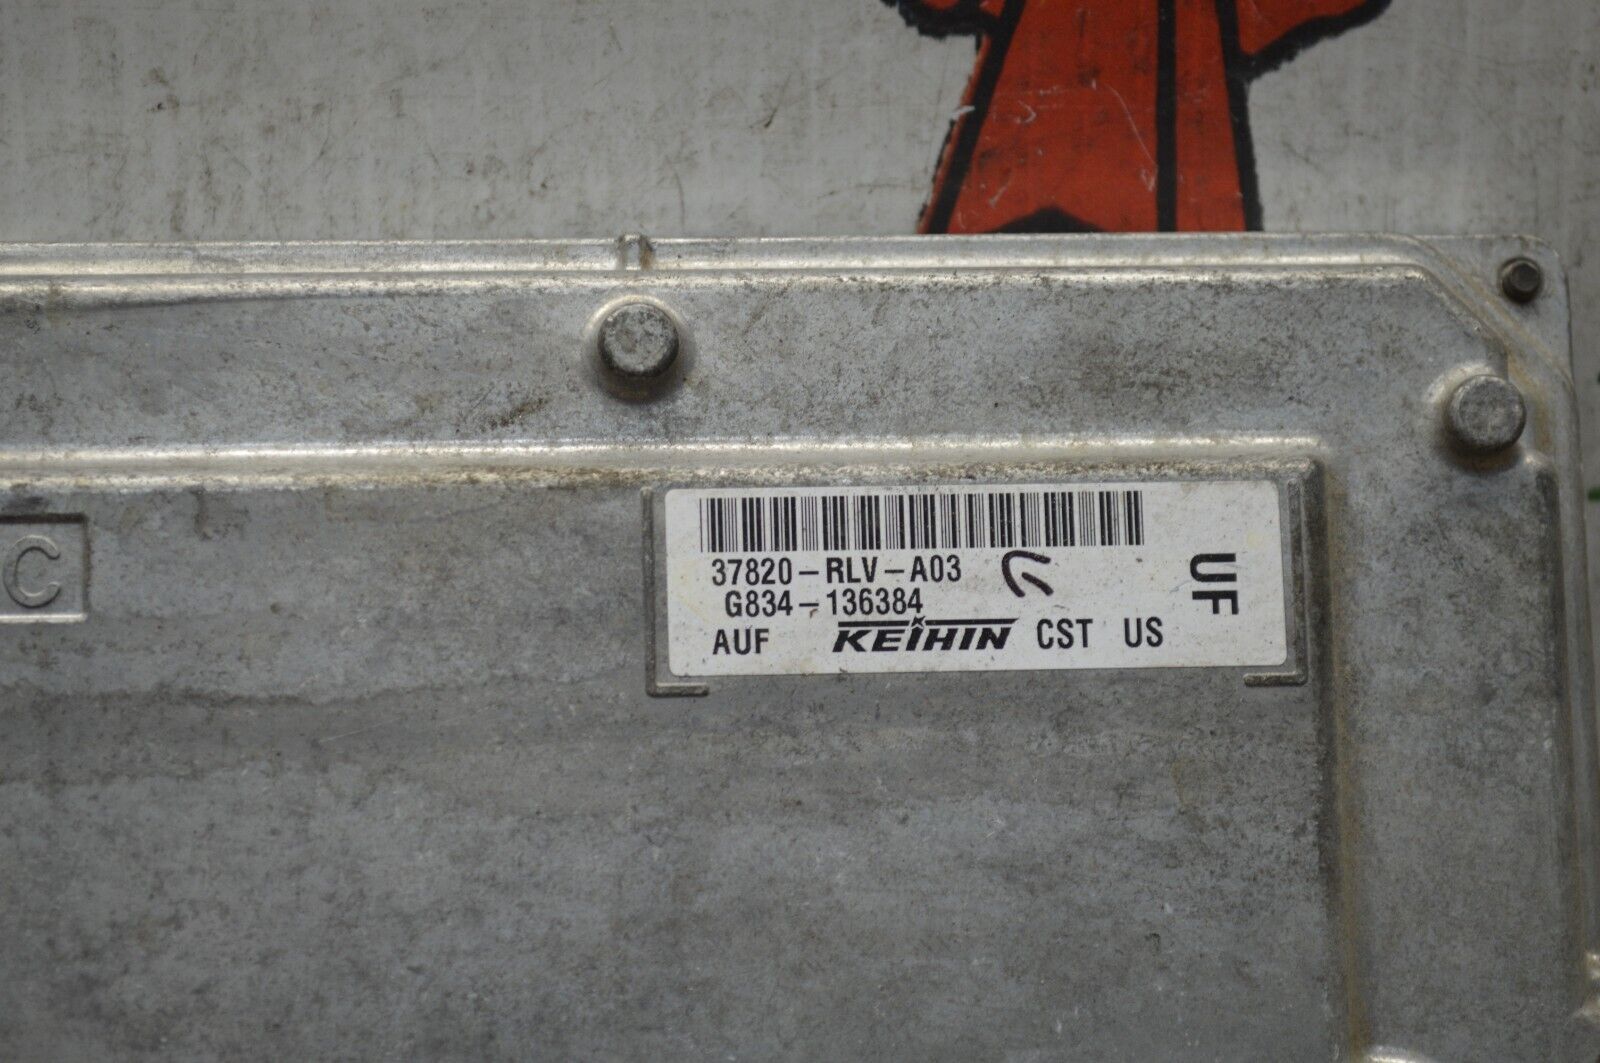 C
37820-RLV-A03
G834-136384
AUF KEIHIN CST US
UF